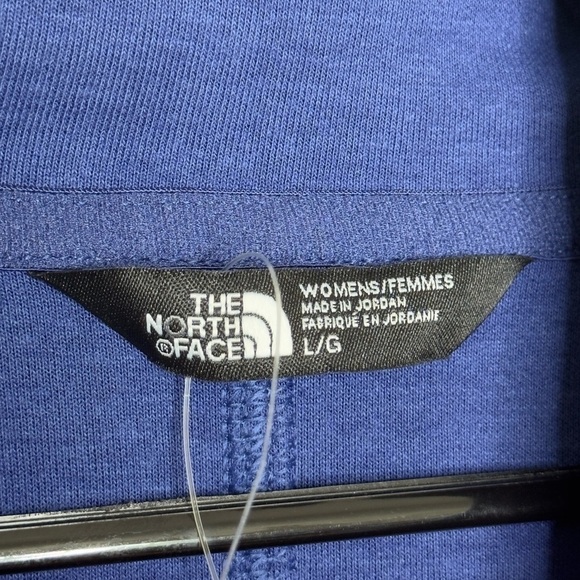 THE
NORTH
®FACE
WOMENS/FEMMES
MADE IN JORDAN
FABRIQUÉ EN JORDANIE
L/G